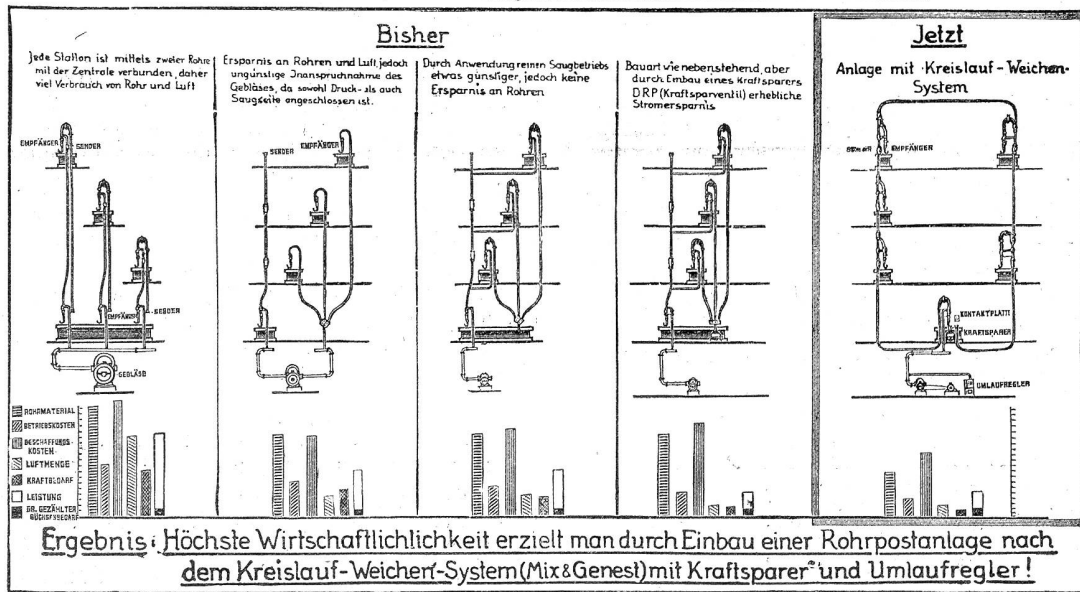 Bisher
Jetzt
Jede Station ist mittels zweier Rohre
mit der Zentrale verbunden, daher
viel Verbrauch von Rohr und Luft
Ersparnis an Rohren und Luft, jedoch
ungünstige Inanspruchnahme des
Gebläses, da sowohl Druck- als auch
Saugseite angeschlossen ist.
Durch Anwendung reinen Saugbetriebs
etwas günstiger, jedoch keine
Ersparnis an Rohren
Bauart wie nebenstehend, aber
durch Einbau eines Kraftsparers
DRP (Kraftsparventil) erhebliche
Stromersparnis
Anlage mit Kreislauf-Weichen-
System
EMPFÄNGER
SENDER
EMPFÄNGER
SENDER
GEBLÄSE
SENDER
EMPFÄNGER
EMPFÄNGER
KONTAKTPLATTE
KRAFTSPARER
UMLAUFREGLER
ROHRMATERIAL
BETRIEBSKOSTEN
BESCHAFFUNGS-
KOSTEN
LUFTMENGE
KRAFTBEDARF
LEISTUNG
Ergebnis: Höchste Wirtschaftlichlichkeit erzielt man durch Einbau einer Rohrpostanlage nach
dem Kreislauf-Weichen-System (Mix&Genest) mit Kraftsparer und Umlaufregler!